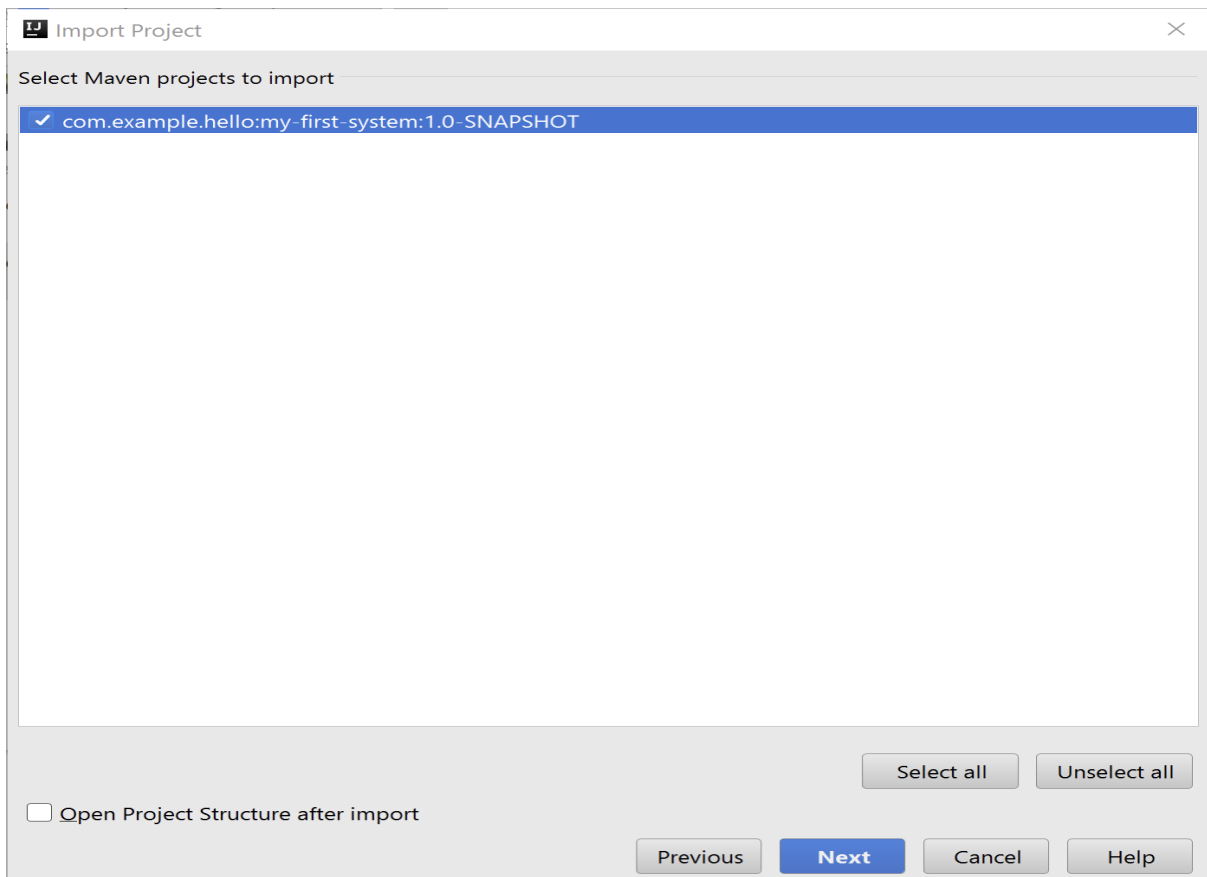 IJ Import Project
Select Maven projects to import
com.example.hello:my-first-system:1.0-SNAPSHOT
Select all Unselect all
Open Project Structure after import
Previous Next Cancel Help